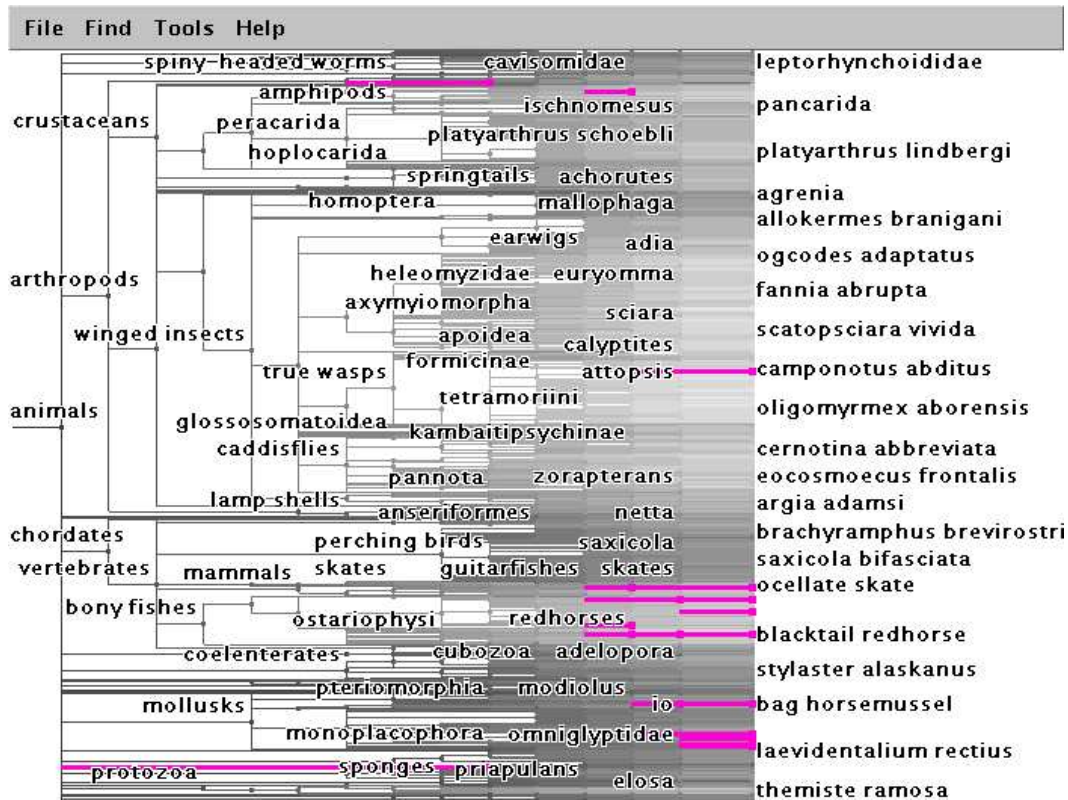 File Find Tools Help
spiny-headed worms cavisomidae leptorhynchoididae
amphipods
ischnomesus pancarida
crustaceans peracarida
platyarthrus schoebli
hoplocarida platyarthrus lindbergi
springtails achorutes
agrenia
homoptera mallophaga
allokermes branigani
earwigs adia
ogcodes adaptatus
arthropods heleomyzidae euryomma
fannia abrupta
axymyiomorpha
sciara
winged insects apoidea scatopsciara vivida
calyptites
formicinae
true wasps attopsis camponotus abditus
tetramoriini
animals oligomyrmex aborensis
glossosomatoidea
kambaitipsychinae
caddisflies cernotina abbreviata
pannota zorapterans eocosmoecus frontalis
lamp shells argia adamsi
anseriformes netta
chordates brachyramphus brevirostri
perching birds saxicola
saxicola bifasciata
vertebrates mammals skates guitarfishes skates
ocellate skate
bony fishes
ostariophysi redhorses
blacktail redhorse
coelenterates cubozoa adelopora
stylaster alaskanus
pteriomorphia modiolus
mollusks io bag horsemussel
monoplacophora omniglyptidae
laevidentalium rectius
protozoa sponges priapulans
elosa
themiste ramosa